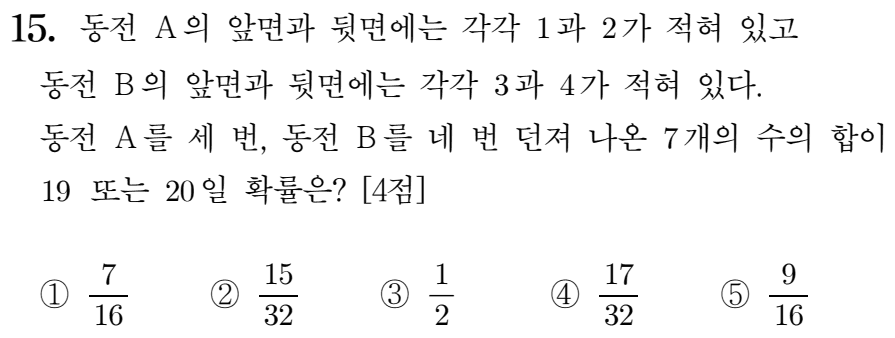 15. 동전 A의 앞면과 뒷면에는 각각 1과 2가 적혀 있고
동전 B의 앞면과 뒷면에는 각각 3과 4가 적혀 있다.
동전 A를 세 번, 동전 B를 네 번 던져 나온 7개의 수의 합이
19 또는 20일 확률은? [4점]
① 7/16 ② 15/32 ③ 1/2 ④ 17/32 ⑤ 9/16